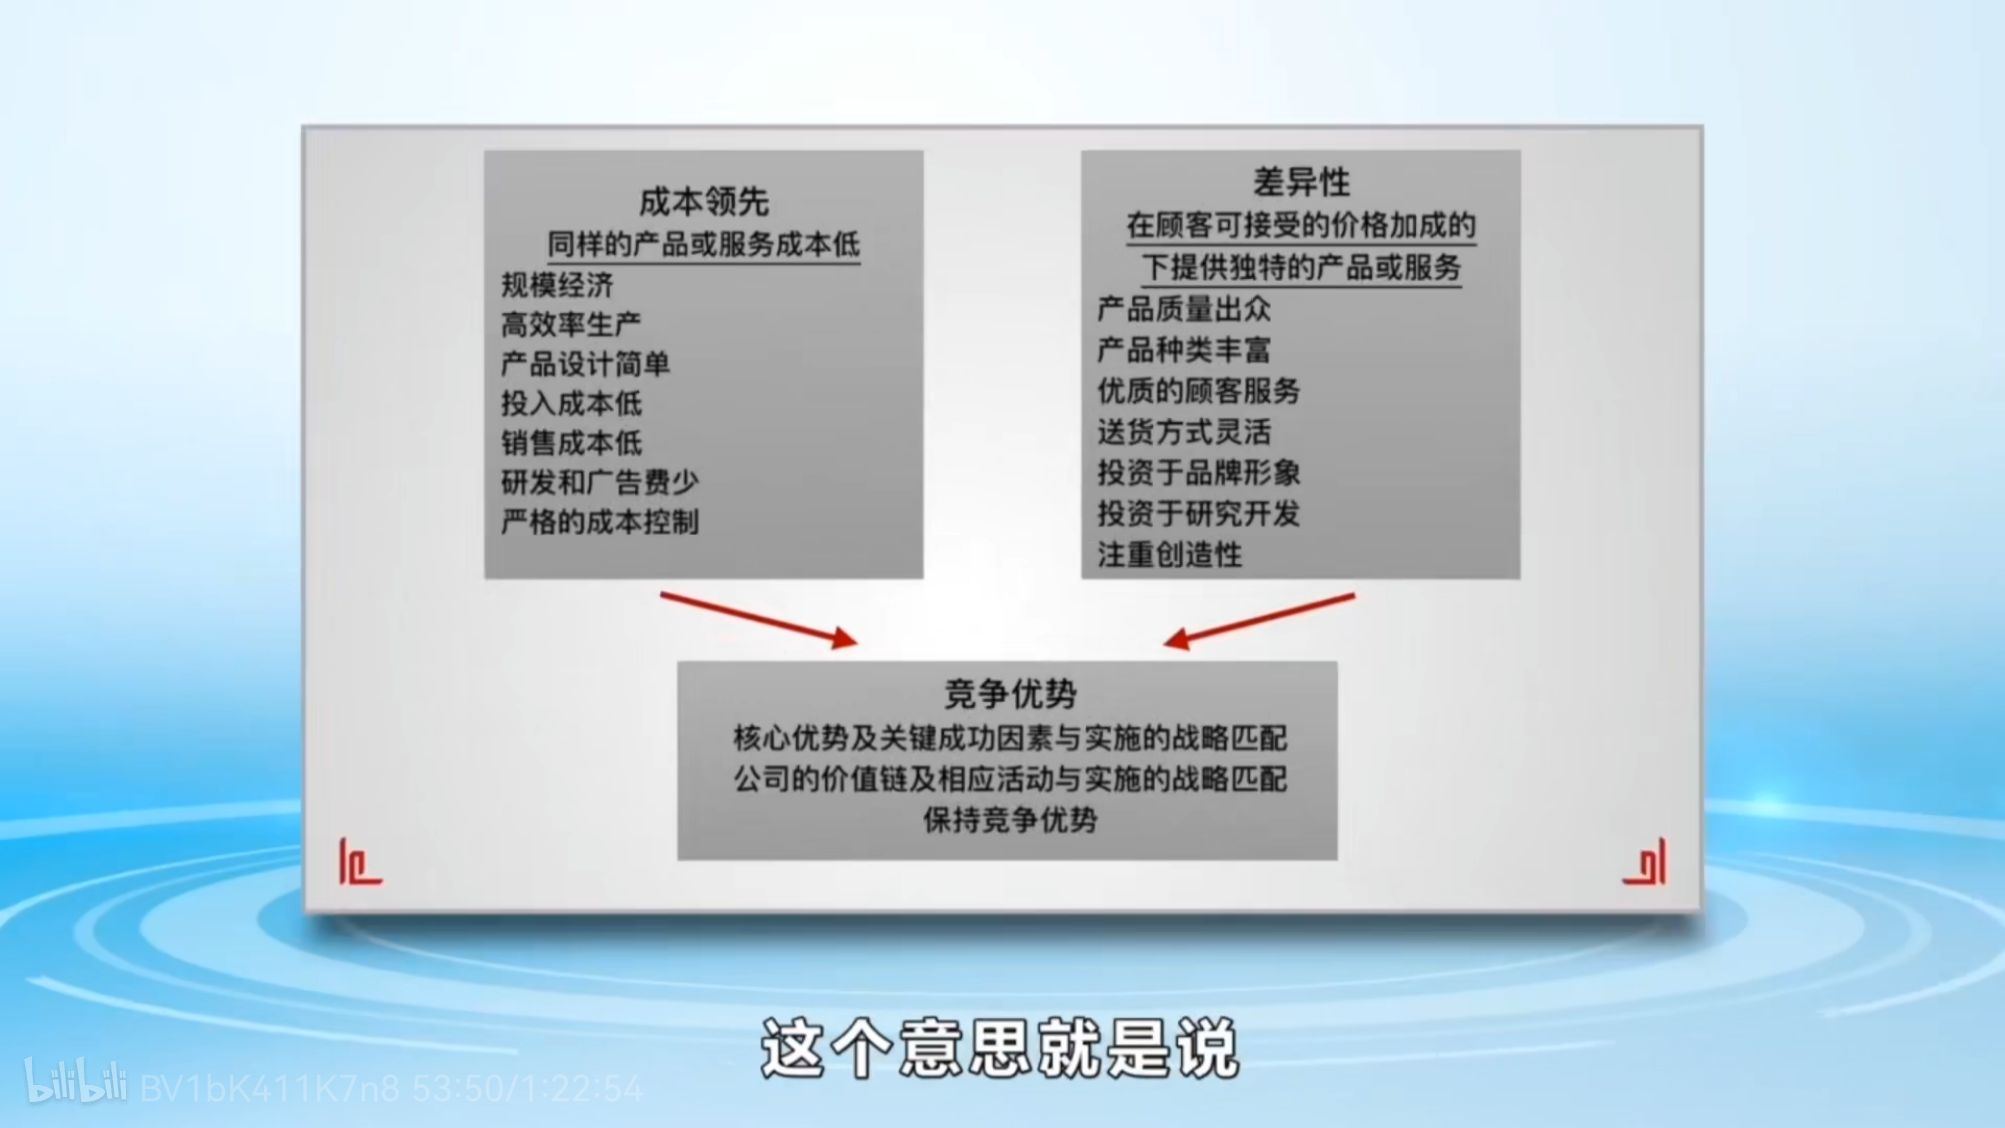 成本领先
同样的产品或服务成本低
规模经济
高效率生产
产品设计简单
投入成本低
销售成本低
研发和广告费少
严格的成本控制
差异性
在顾客可接受的价格加成的
下提供独特的产品或服务
产品质量出众
产品种类丰富
优质的顾客服务
送货方式灵活
投资于品牌形象
投资于研究开发
注重创造性
竞争优势
核心优势及关键成功因素与实施的战略匹配
公司的价值链及相应活动与实施的战略匹配
保持竞争优势
这个意思就是说
bilibili BV1bK411K7n8 53:50/1:22:54